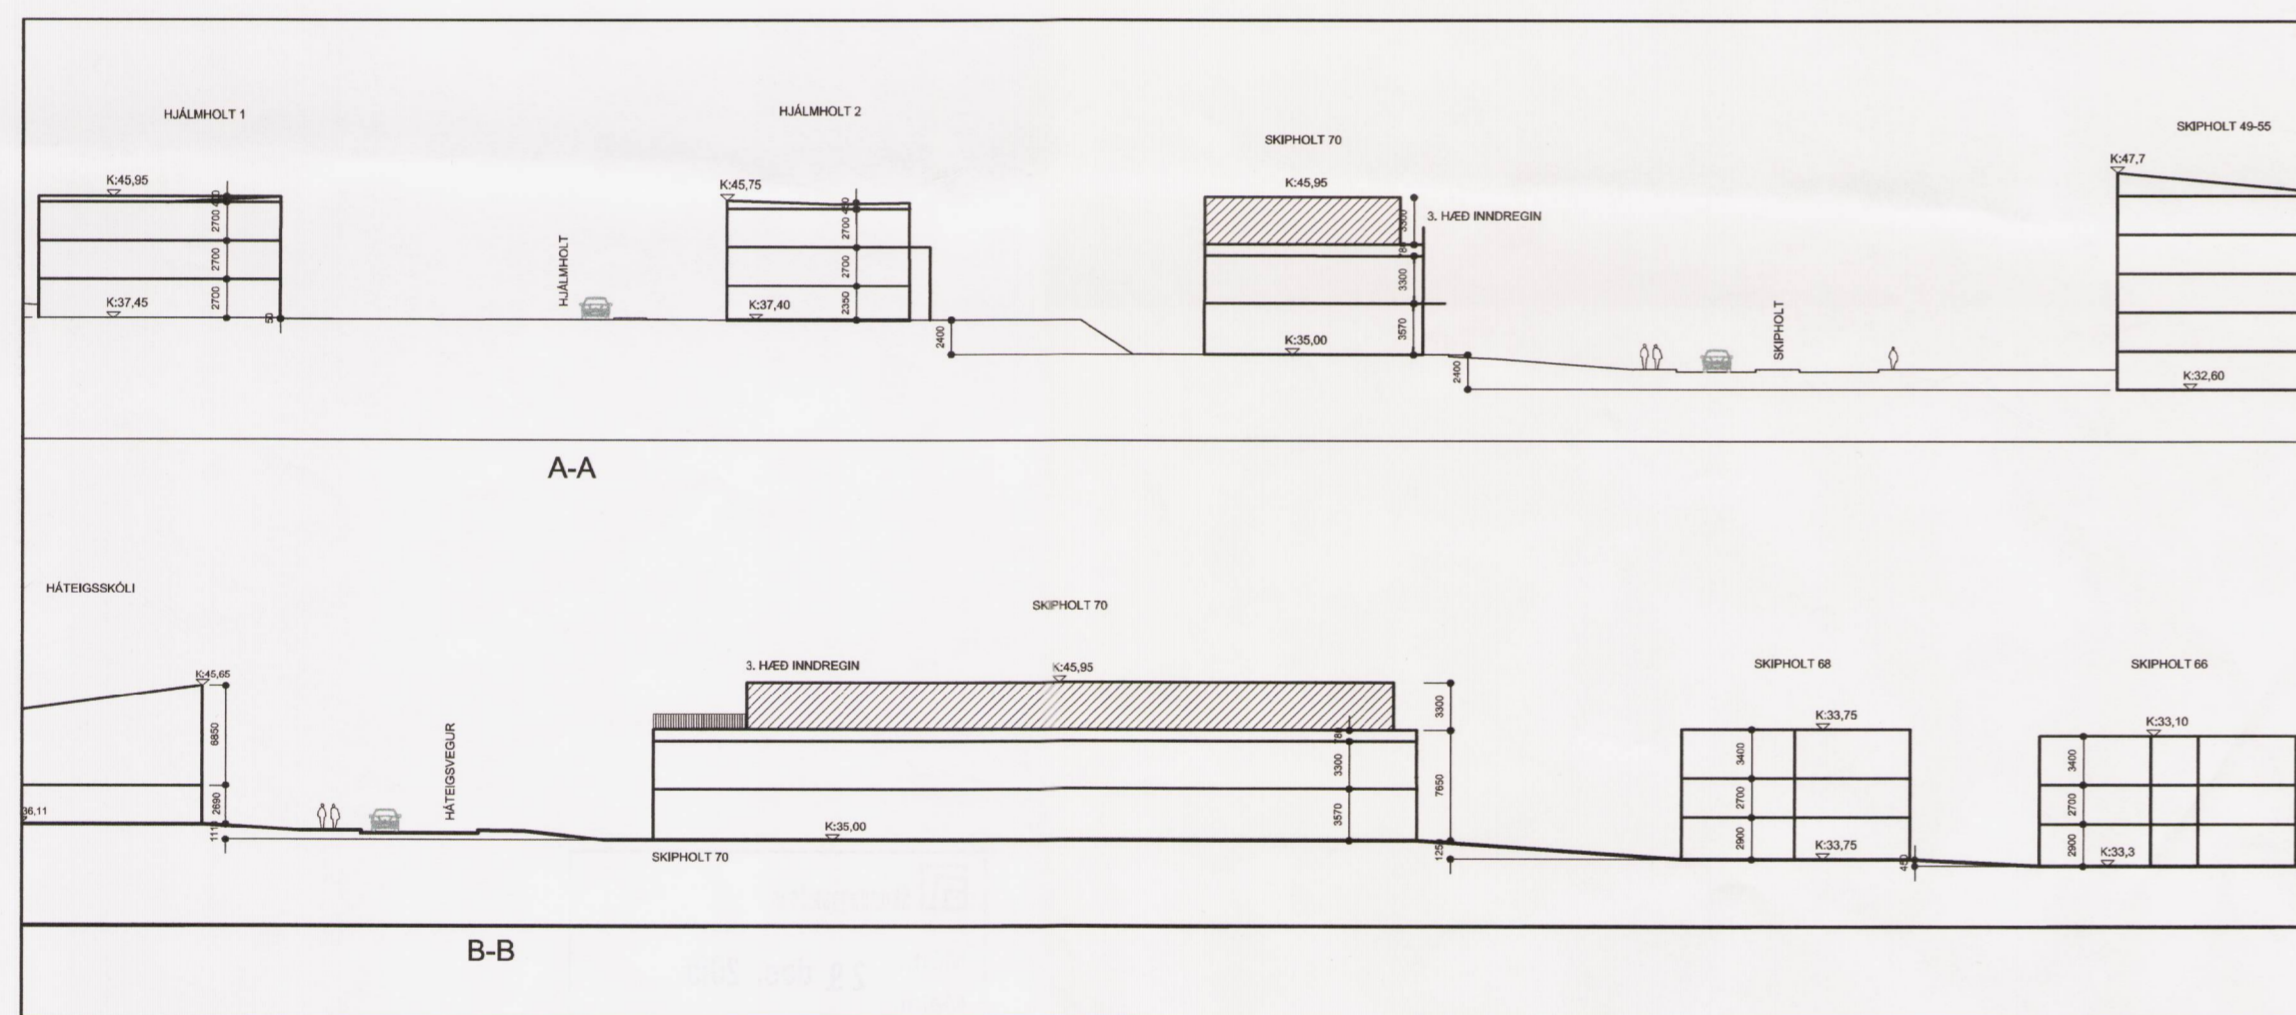 HJÁLMHOLT 1
HJÁLMHOLT 2
SKIPHOLT 70
SKIPHOLT 49-55
K:45,95
K:45,75
K:45,95
K:47,7
2700
2700
2700
K:37,45
50
HJÁLMHOLT
2700
2700
2350
K:37,40
2400
3300
3. HÆÐ INNDREGIN
3300
3570
K:35,00
2400
SKIPHOLT
K:32,60
A-A
HÁTEIGSSKÓLI
SKIPHOLT 70
K:45,65
3. HÆÐ INNDREGIN
K:45,95
SKIPHOLT 68
SKIPHOLT 66
6850
2690
36,11
HÁTEIGSVEGUR
3300
3300
7650
3570
K:35,00
SKIPHOLT 70
K:33,75
3400
2700
2900
K:33,75
K:33,10
3400
2700
2900
K:33,3
B-B